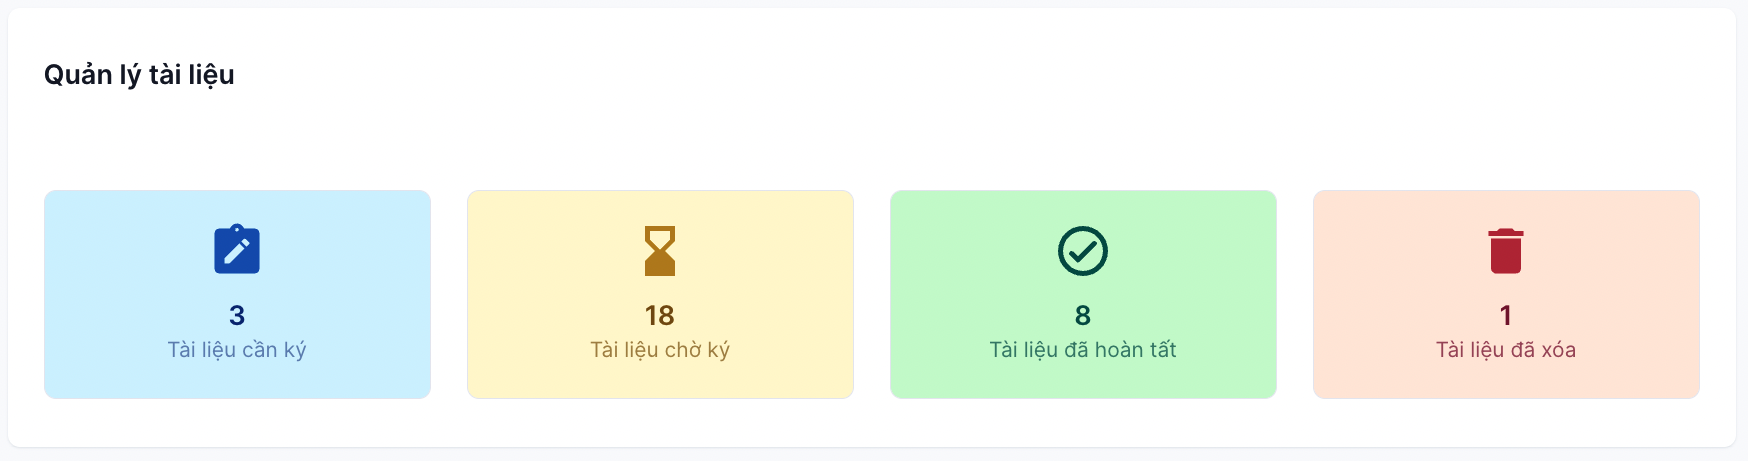 Quản lý tài liệu
3
Tài liệu cần ký
18
Tài liệu chờ ký
8
Tài liệu đã hoàn tất
1
Tài liệu đã xóa